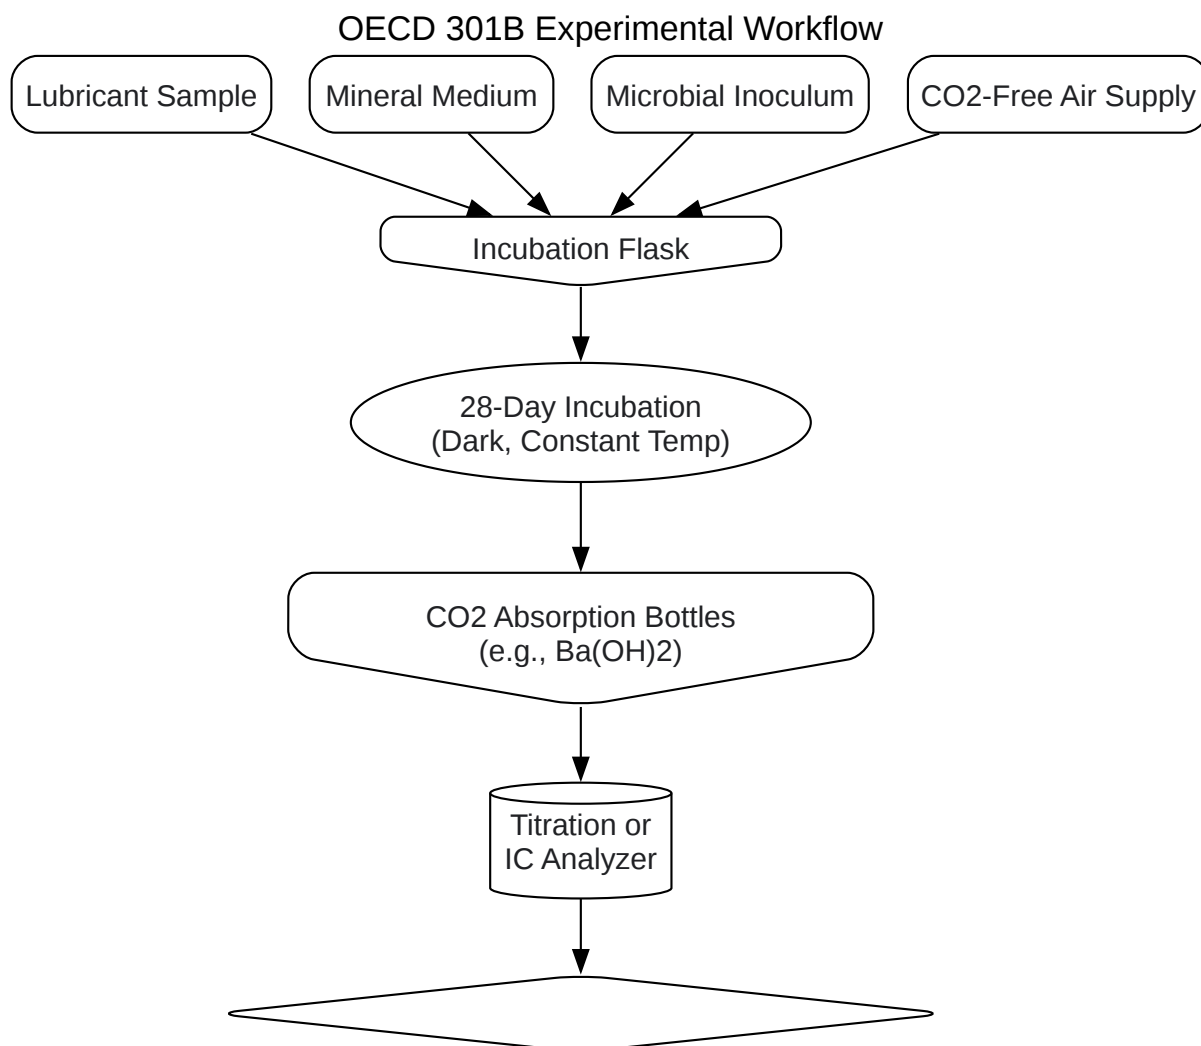 OECD 301B Experimental Workflow
Lubricant Sample
Mineral Medium
Microbial Inoculum
CO2-Free Air Supply
Incubation Flask
28-Day Incubation
(Dark, Constant Temp)
CO2 Absorption Bottles
(e.g., Ba(OH)2)
Titration or
IC Analyzer